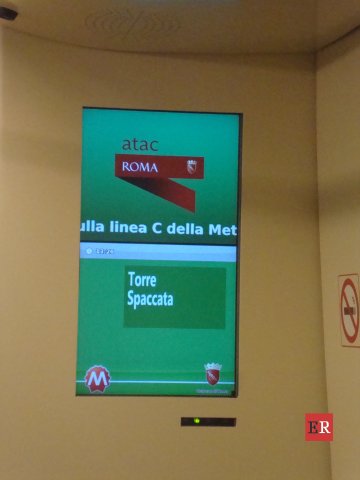 atac
ROMA
ulla linea C della Met
Torre
Spaccata
M
ER